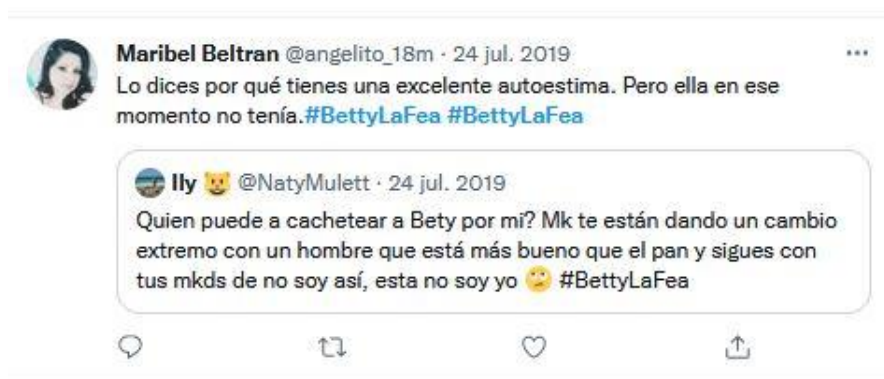 Maribel Beltran @angelito_18m · 24 jul. 2019
Lo dices por qué tienes una excelente autoestima. Pero ella en ese
momento no tenía.#BettyLaFea #BettyLaFea
Ily 😺 @NatyMulett · 24 jul. 2019
Quien puede a cachetear a Bety por mi? Mk te están dando un cambio
extremo con un hombre que está más bueno que el pan y sigues con
tus mkds de no soy así, esta no soy yo 🙄 #BettyLaFea